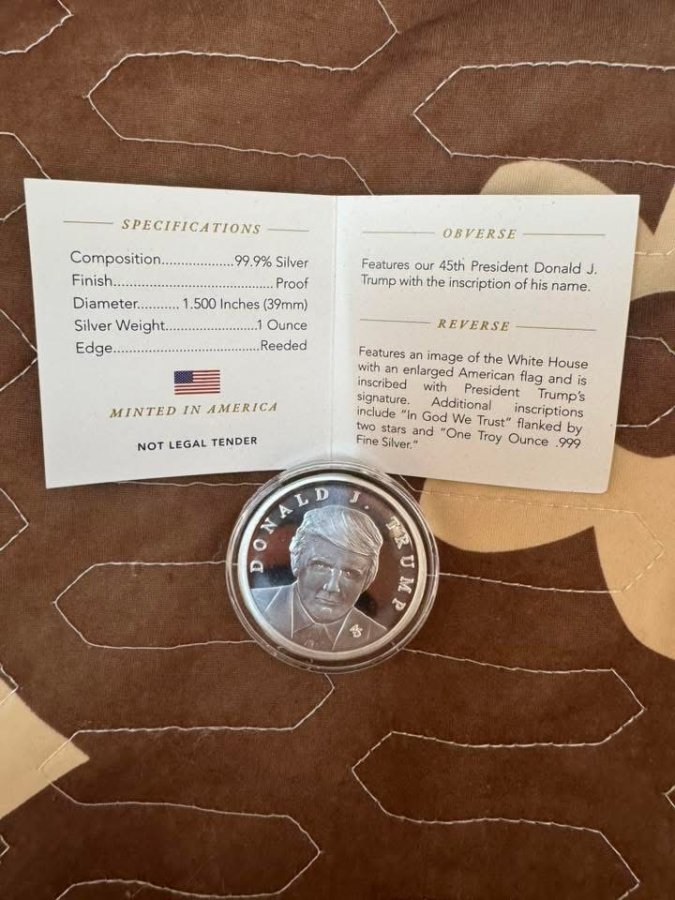 SPECIFICATIONS
Composition..............99.9% Silver
Finish.................................Proof
Diameter.......... 1.500 Inches (39mm)
Silver Weight.....................1 Ounce
Edge.................................Reeded
MINTED IN AMERICA
NOT LEGAL TENDER
OBVERSE
Features our 45th President Donald J.
Trump with the inscription of his name.
REVERSE
Features an image of the White House
with an enlarged American flag and is
inscribed with President Trump's
signature. Additional inscriptions
include "In God We Trust" flanked by
two stars and "One Troy Ounce .999
Fine Silver."
DONALD J. TRUMP